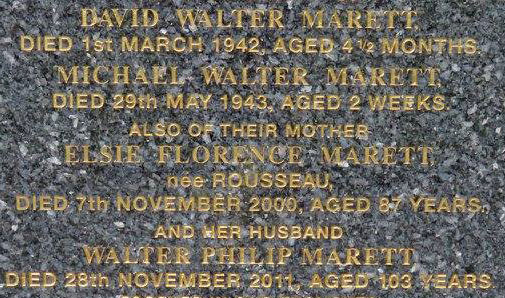 DAVID WALTER MARETT,
DIED 1st MARCH 1942, AGED 4½ MONTHS.
MICHAEL WALTER MARETT,
DIED 29th MAY 1943, AGED 2 WEEKS.
ALSO OF THEIR MOTHER
ELSIE FLORENCE MARETT,
née ROUSSEAU,
DIED 7th NOVEMBER 2000, AGED 87 YEARS.
AND HER HUSBAND
WALTER PHILIP MARETT
DIED 28th NOVEMBER 2011, AGED 103 YEARS